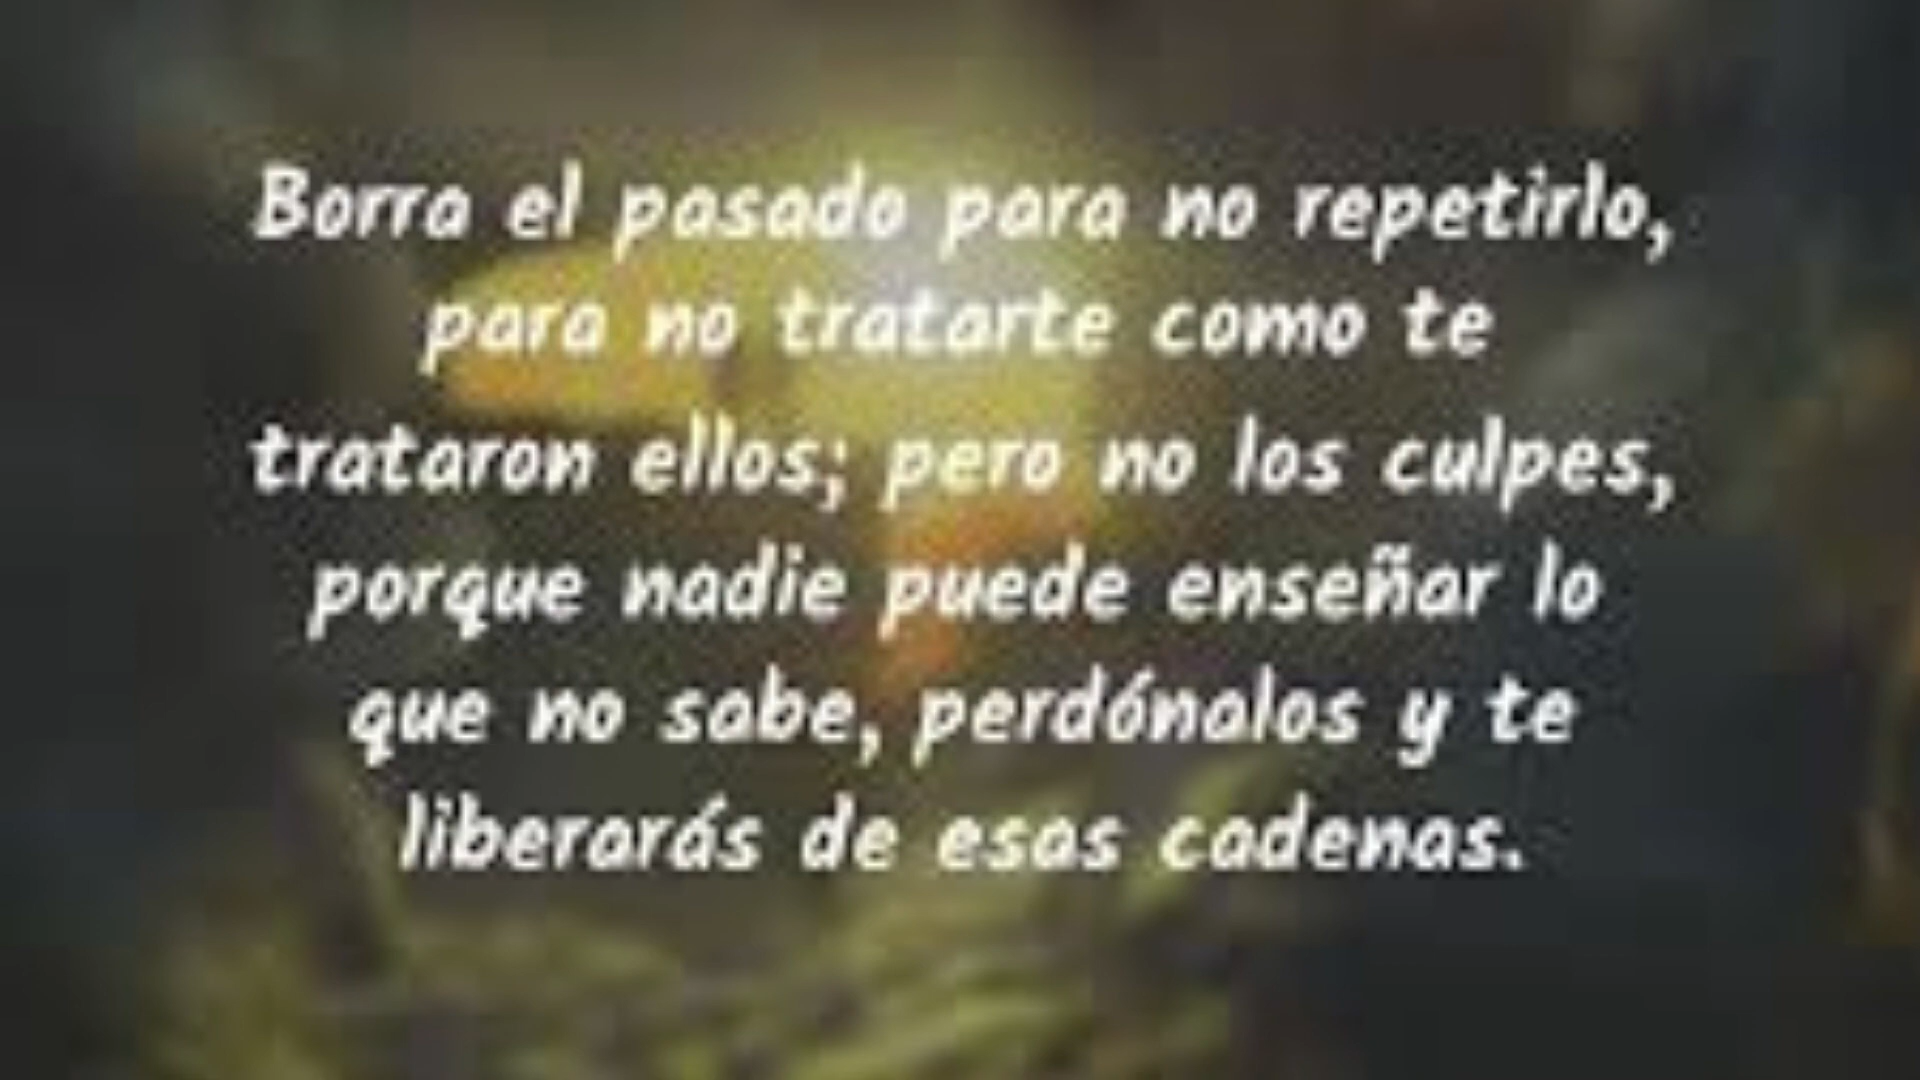 Borra el pasado para no repetirlo,
para no tratarte como te
trataron ellos; pero no los culpes,
porque nadie puede enseñar lo
que no sabe, perdónalos y te
liberarás de esas cadenas.